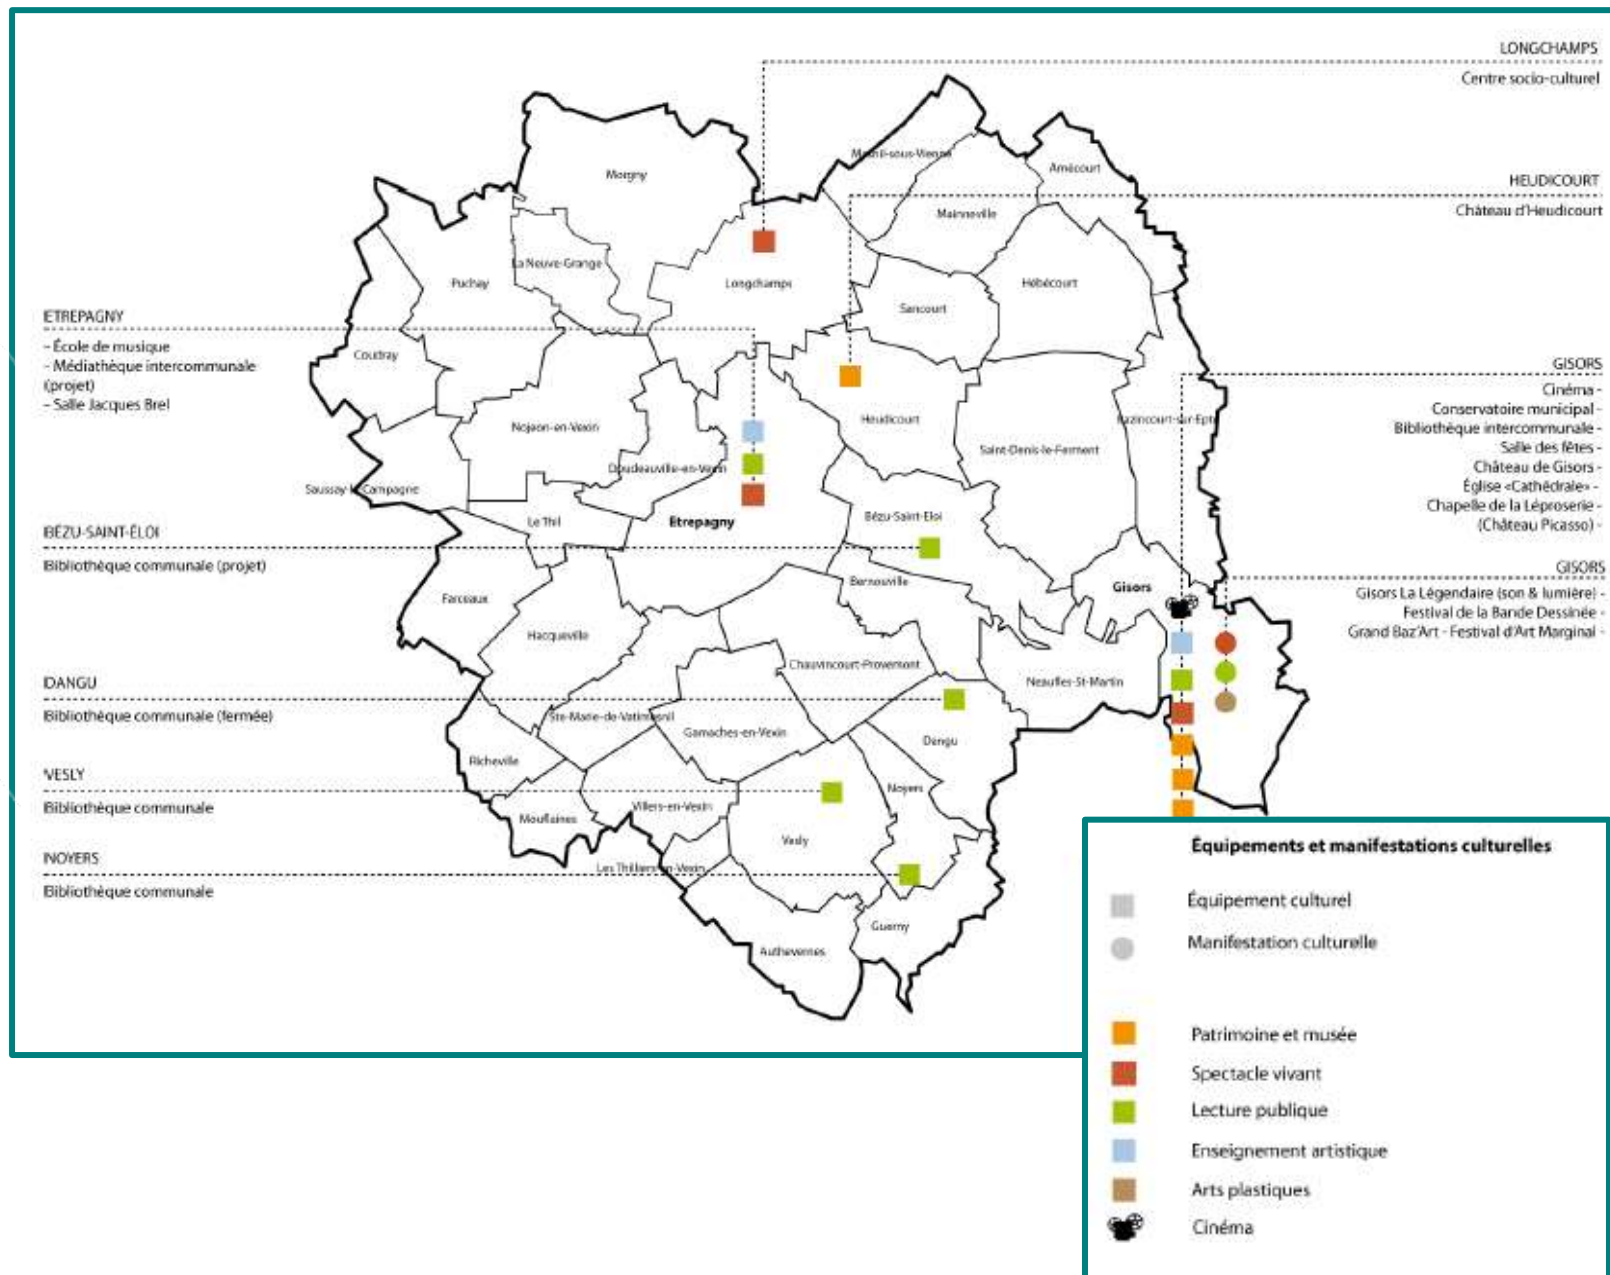 LONGCHAMPS
Centre socio-culturel
HEUDICOURT
Château d'Heudicourt
ETREPAGNY
– École de musique
– Médiathèque intercommunale
(projet)
– Salle Jacques Brel
BÉZU-SAINT-ÉLOI
Bibliothèque communale (projet)
DANGU
Bibliothèque communale (fermée)
VESLY
Bibliothèque communale
NOYERS
Bibliothèque communale
GISORS
Cinéma -
Conservatoire municipal -
Bibliothèque intercommunale -
Salle des fêtes -
Château de Gisors -
Église «Cathédrale» -
Chapelle de la Léproserie -
(Château Picasso) -
GISORS
Gisors La Légendaire (son & lumière) -
Festival de la Bande Dessinée -
Grand Baz'Art - Festival d'Art Marginal -
Morgny
Mesnil-sous-Vienne
Amécourt
Mainneville
La Neuve-Grange
Puchay
Longchamps
Hébécourt
Sancourt
Coudray
Heudicourt
Bazincourt-sur-Epte
Nojeon-en-Vexin
Saint-Denis-le-Ferment
Doudeauville-en-Vexin
Saussay-la-Campagne
Le Thil
Etrepagny
Bézu-Saint-Eloi
Bernouville
Gisors
Farceaux
Hacqueville
Chauvincourt-Provemont
Neaufles-St-Martin
Ste-Marie-de-Vatimesnil
Gamaches-en-Vexin
Dangu
Richeville
Noyers
Villers-en-Vexin
Mouflaines
Vesly
Les Thilliers-en-Vexin
Guerny
Authevernes
Équipements et manifestations culturelles
Équipement culturel
Manifestation culturelle
Patrimoine et musée
Spectacle vivant
Lecture publique
Enseignement artistique
Arts plastiques
Cinéma